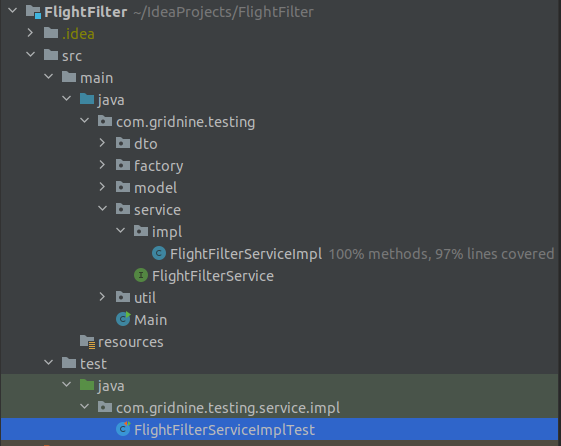 FlightFilter ~/IdeaProjects/FlightFilter
.idea
src
main
java
com.gridnine.testing
dto
factory
model
service
impl
FlightFilterServiceImpl 100% methods, 97% lines covered
FlightFilterService
util
Main
resources
test
java
com.gridnine.testing.service.impl
FlightFilterServiceImplTest